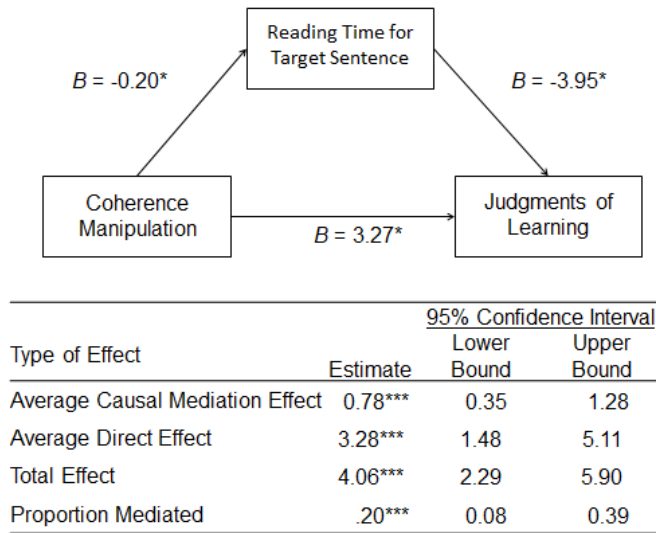 Reading Time for
Target Sentence
B = -0.20*
B = -3.95*
Coherence
Manipulation
Judgments of
Learning
B = 3.27*
95% Confidence Interval
Type of Effect Estimate Lower Bound Upper Bound
Average Causal Mediation Effect 0.78*** 0.35 1.28
Average Direct Effect 3.28*** 1.48 5.11
Total Effect 4.06*** 2.29 5.90
Proportion Mediated .20*** 0.08 0.39